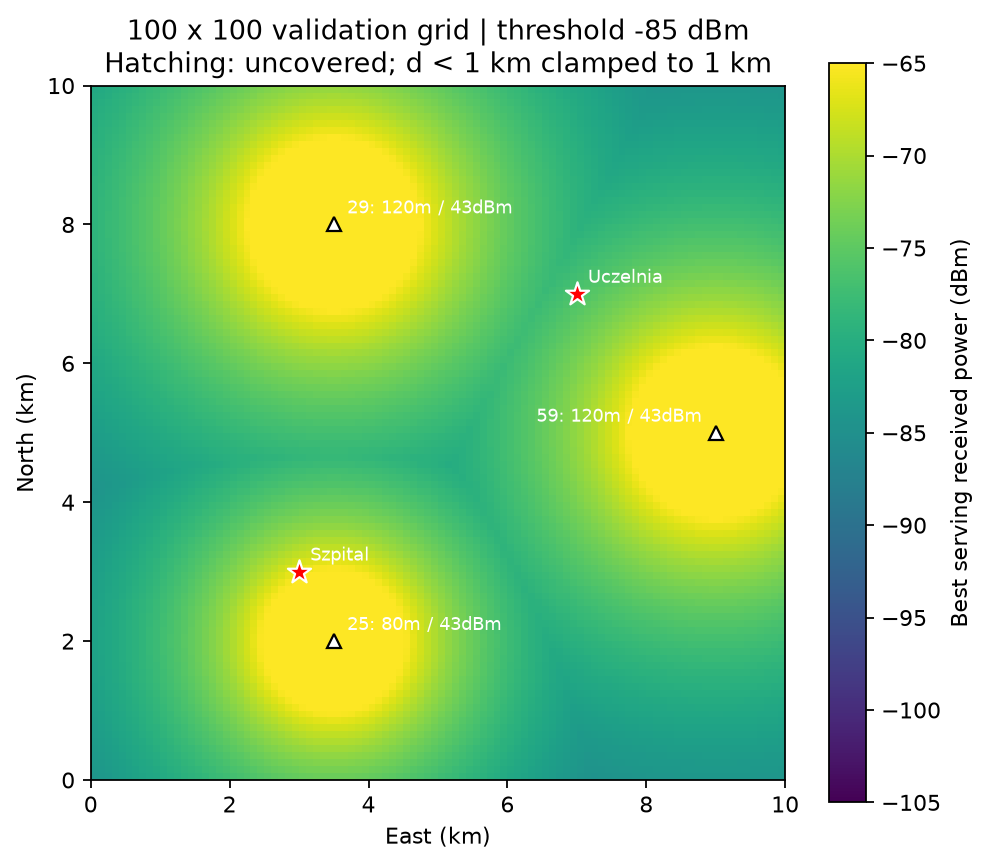 100 x 100 validation grid | threshold -85 dBm
Hatching: uncovered; d < 1 km clamped to 1 km
10
8
6
4
2
0
North (km)
29: 120m / 43dBm
Uczelnia
59: 120m / 43dBm
Szpital
25: 80m / 43dBm
0 2 4 6 8 10
East (km)
−65
−70
−75
−80
−85
−90
−95
−100
−105
Best serving received power (dBm)